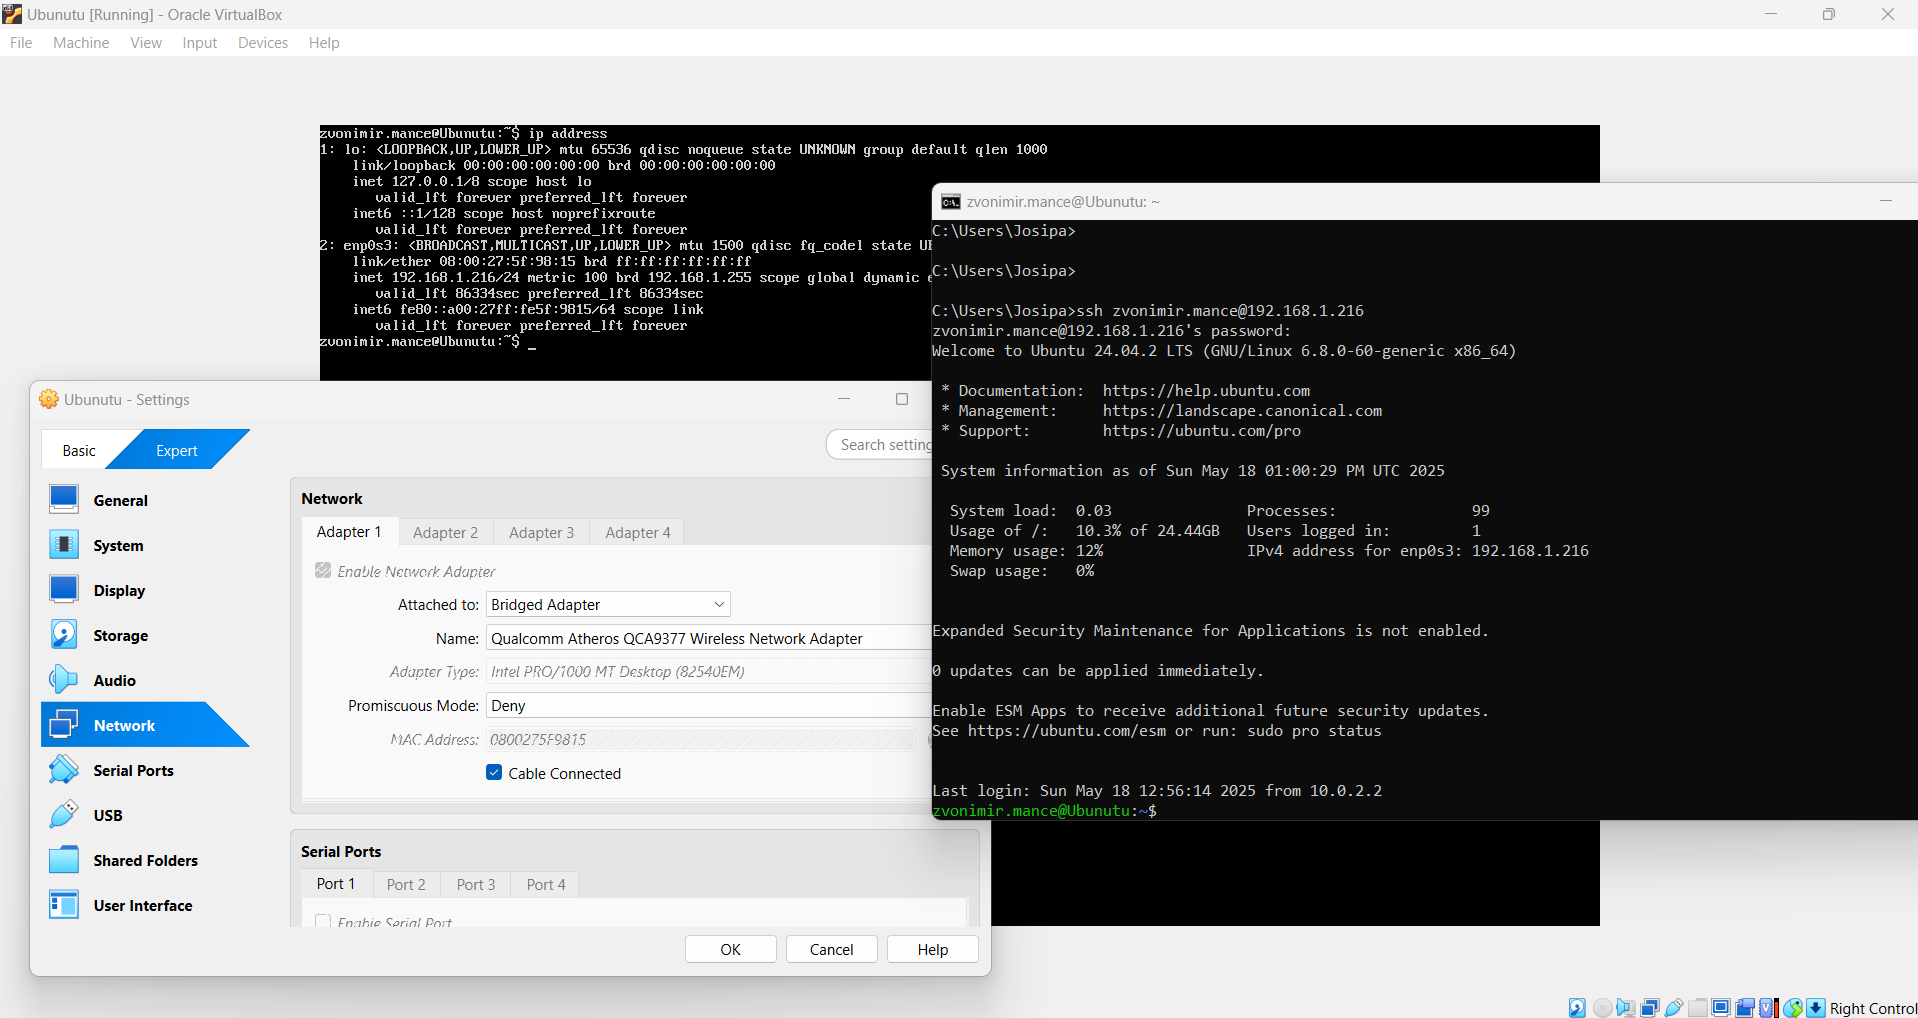 Ubunutu [Running] - Oracle VirtualBox
File Machine View Input Devices Help
zvonimir.mance@Ubunutu:~$ ip address
1: lo: <LOOPBACK,UP,LOWER_UP> mtu 65536 qdisc noqueue state UNKNOWN group default qlen 1000
link/loopback 00:00:00:00:00:00 brd 00:00:00:00:00:00
inet 127.0.0.1/8 scope host lo
valid_lft forever preferred_lft forever
inet6 ::1/128 scope host noprefixroute
valid_lft forever preferred_lft forever
2: enp0s3: <BROADCAST,MULTICAST,UP,LOWER_UP> mtu 1500 qdisc fq_codel state
link/ether 08:00:27:5f:98:15 brd ff:ff:ff:ff:ff:ff
inet 192.168.1.216/24 metric 100 brd 192.168.1.255 scope global dynamic
valid_lft 86334sec preferred_lft 86334sec
inet6 fe80::a00:27ff:fe5f:9815/64 scope link
valid_lft forever preferred_lft forever
zvonimir.mance@Ubunutu:~$ _
zvonimir.mance@Ubunutu: ~
C:\Users\Josipa>
C:\Users\Josipa>
C:\Users\Josipa>ssh zvonimir.mance@192.168.1.216
zvonimir.mance@192.168.1.216's password:
Welcome to Ubuntu 24.04.2 LTS (GNU/Linux 6.8.0-60-generic x86_64)
* Documentation: https://help.ubuntu.com
* Management: https://landscape.canonical.com
* Support: https://ubuntu.com/pro
System information as of Sun May 18 01:00:29 PM UTC 2025
System load: 0.03 Processes: 99
Usage of /: 10.3% of 24.44GB Users logged in: 1
Memory usage: 12% IPv4 address for enp0s3: 192.168.1.216
Swap usage: 0%
Expanded Security Maintenance for Applications is not enabled.
0 updates can be applied immediately.
Enable ESM Apps to receive additional future security updates.
See https://ubuntu.com/esm or run: sudo pro status
Last login: Sun May 18 12:56:14 2025 from 10.0.2.2
zvonimir.mance@Ubunutu:~$
Ubunutu - Settings
Basic Expert
Search setting
General
System
Display
Storage
Audio
Network
Serial Ports
USB
Shared Folders
User Interface
Network
Adapter 1 Adapter 2 Adapter 3 Adapter 4
Enable Network Adapter
Attached to: Bridged Adapter
Name: Qualcomm Atheros QCA9377 Wireless Network Adapter
Adapter Type: Intel PRO/1000 MT Desktop (82540EM)
Promiscuous Mode: Deny
MAC Address: 0800275F9815
Cable Connected
Serial Ports
Port 1 Port 2 Port 3 Port 4
Enable Serial Port
OK Cancel Help
Right Control